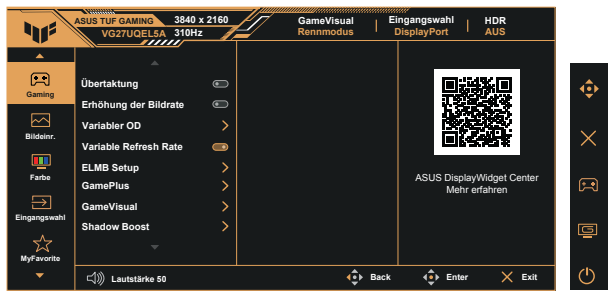 ASUS TUF GAMING 3840 x 2160
VG27UQEL5A 310Hz
GameVisual
Rennmodus
Eingangswahl
DisplayPort
HDR
AUS
Gaming
Bildeinr.
Farbe
Eingangswahl
MyFavorite
Übertaktung
Erhöhung der Bildrate
Variabler OD
Variable Refresh Rate
ELMB Setup
GamePlus
GameVisual
Shadow Boost
ASUS DisplayWidget Center
Mehr erfahren
Lautstärke 50
Back
Enter
Exit